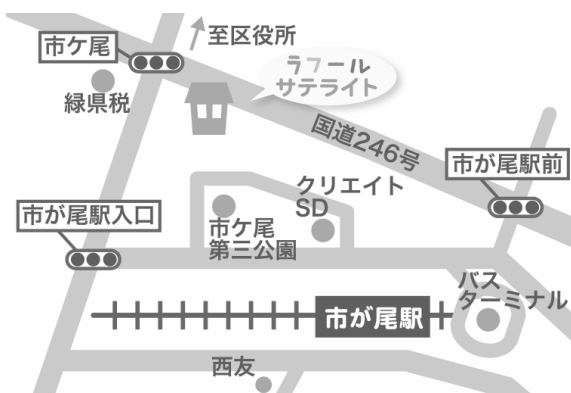 至区役所
市ケ尾
ラフール
サテライト
緑県税
国道246号
市が尾駅前
クリエイト
SD
市が尾駅入口
市ケ尾
第三公園
バス
ターミナル
市が尾駅
西友